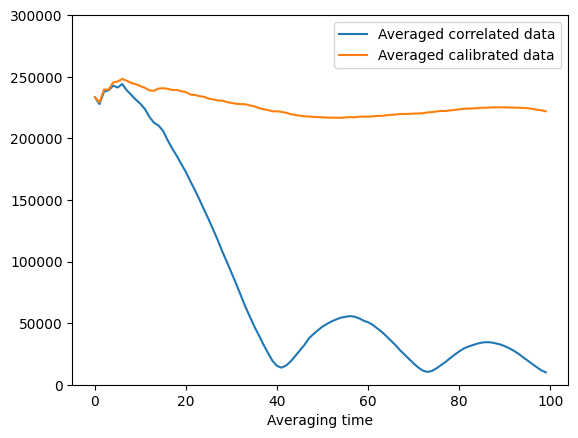 300000
250000
200000
150000
100000
50000
0
Averaged correlated data
Averaged calibrated data
0 20 40 60 80 100
Averaging time